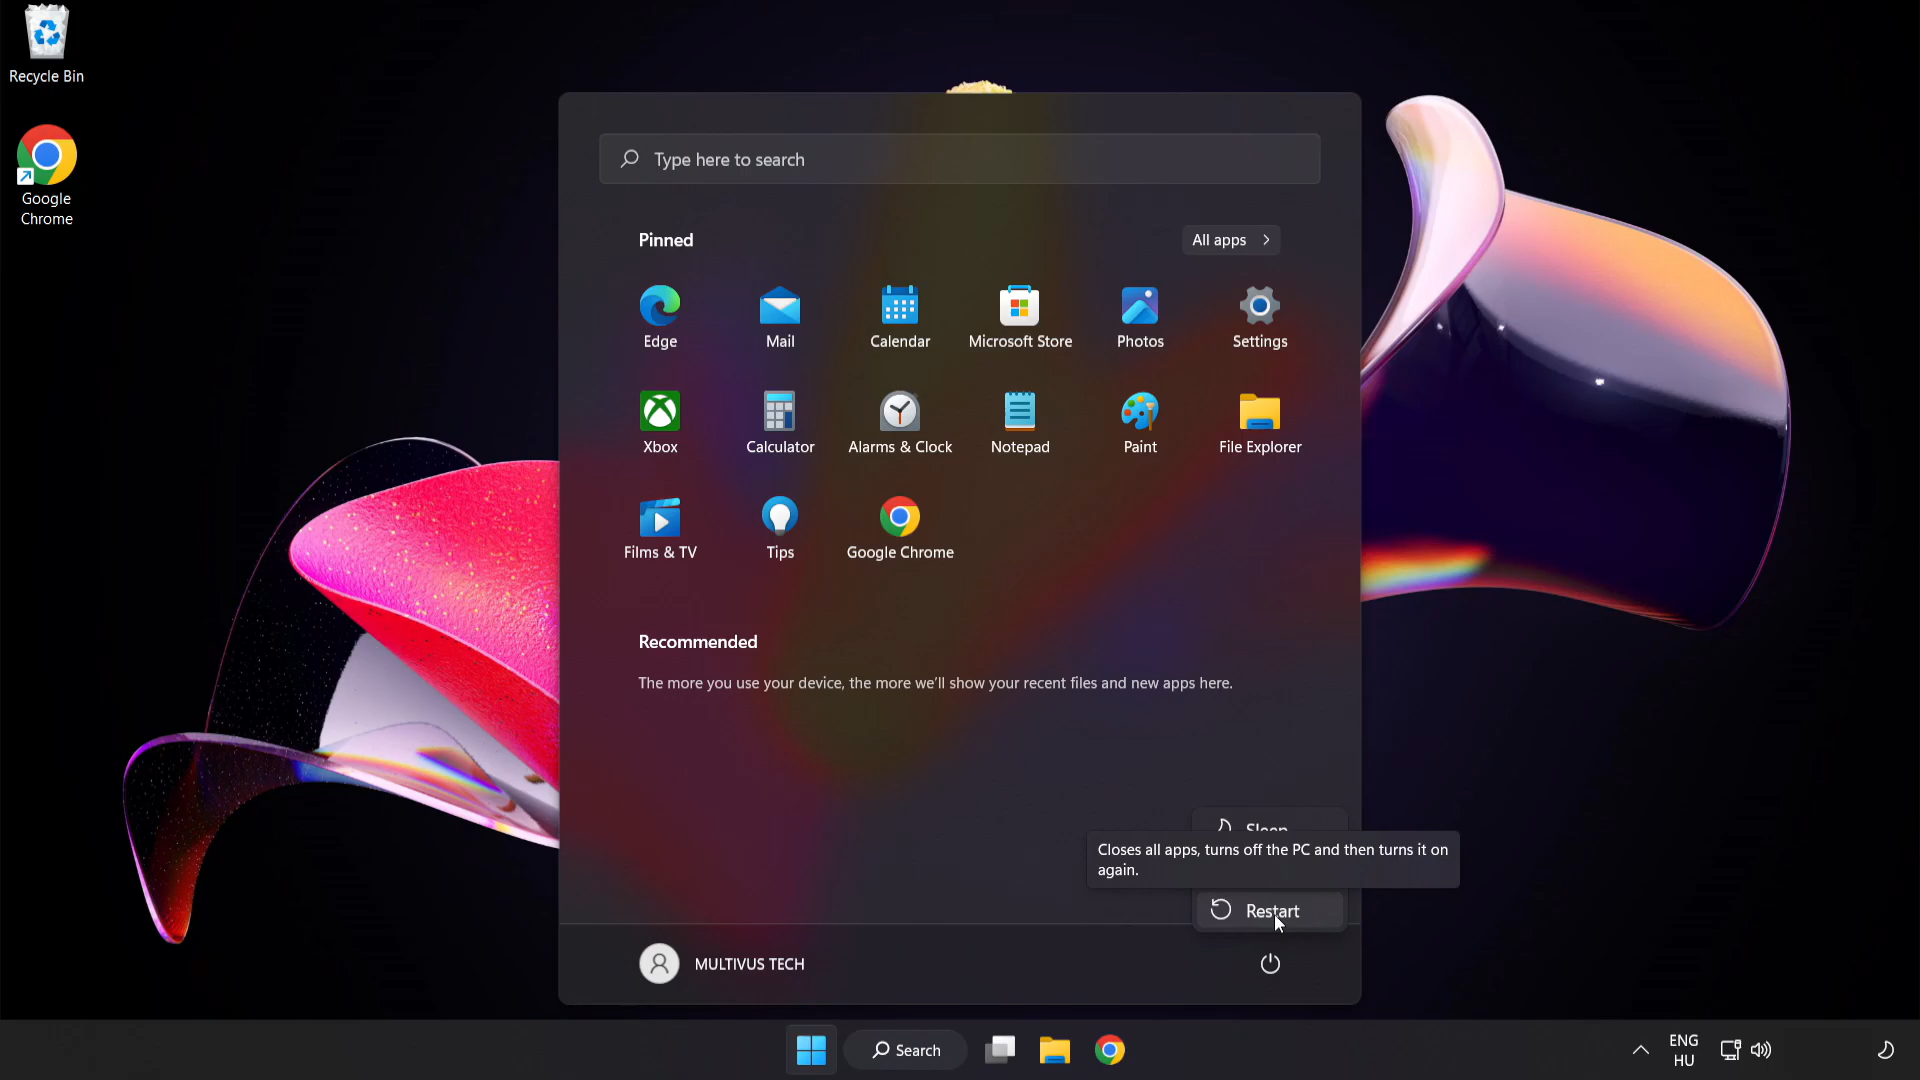 Recycle Bin
Google
Chrome
Type here to search
Pinned
All apps
Edge
Mail
Calendar
Microsoft Store
Photos
Settings
Xbox
Calculator
Alarms & Clock
Notepad
Paint
File Explorer
Films & TV
Tips
Google Chrome
Recommended
The more you use your device, the more we'll show your recent files and new apps here.
Sleep
Closes all apps, turns off the PC and then turns it on
again.
Restart
MULTIVUS TECH
Search
ENG
HU